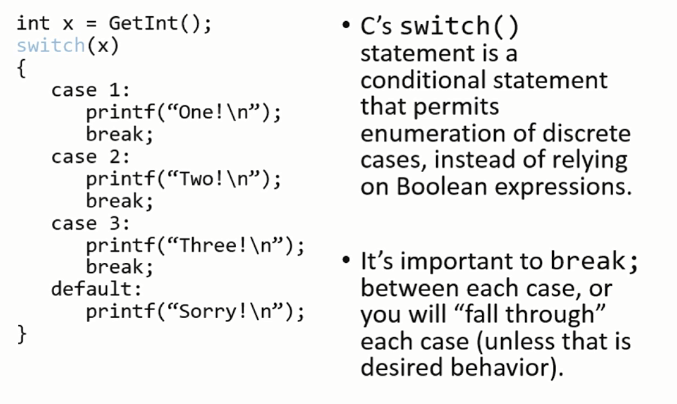 int x = GetInt();
switch(x)
{
case 1:
printf(“One!\n”);
break;
case 2:
printf(“Two!\n”);
break;
case 3:
printf(“Three!\n”);
break;
default:
printf(“Sorry!\n”);
}
• C’s switch()
statement is a
conditional statement
that permits
enumeration of discrete
cases, instead of relying
on Boolean expressions.
• It’s important to break;
between each case, or
you will “fall through”
each case (unless that is
desired behavior).